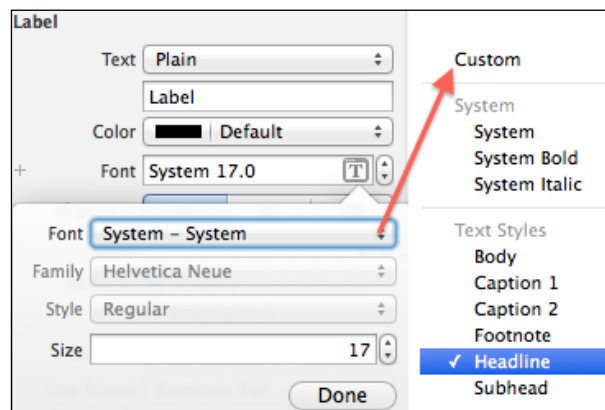 Label
Text Plain
Label
Color Default
+ Font System 17.0 T
Font System – System
Family Helvetica Neue
Style Regular
Size 17
Done
Custom
System
System
System Bold
System Italic
Text Styles
Body
Caption 1
Caption 2
Footnote
✓ Headline
Subhead